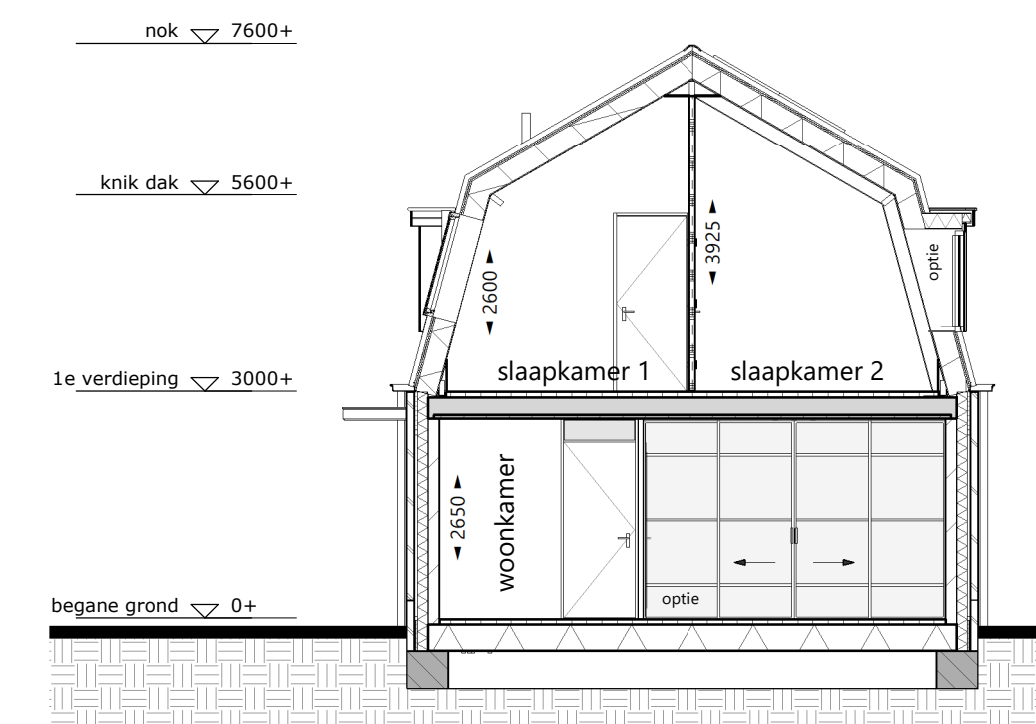 nok 7600+
knik dak 5600+
1e verdieping 3000+
begane grond 0+
2600
3925
optie
slaapkamer 1
slaapkamer 2
2650
woonkamer
optie